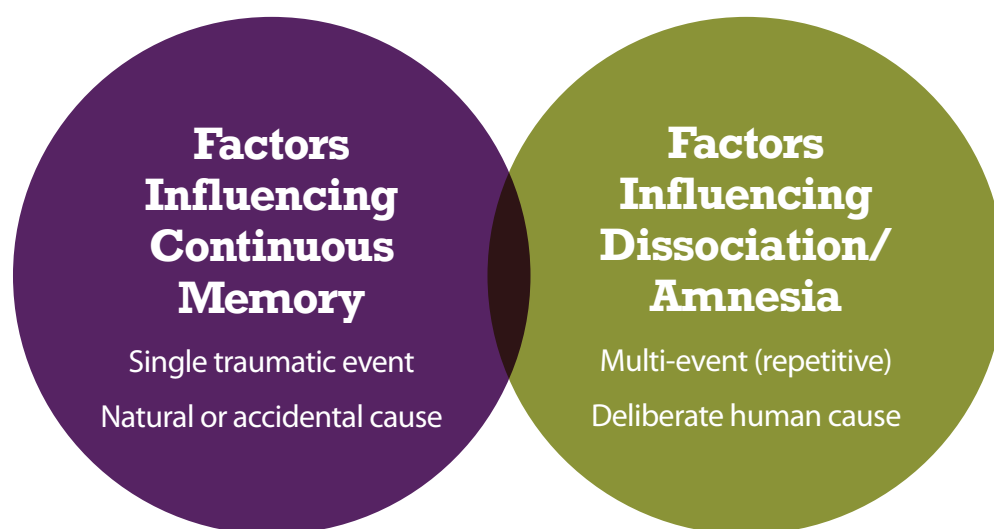 Factors
Influencing
Continuous
Memory
Single traumatic event
Natural or accidental cause
Factors
Influencing
Dissociation/
Amnesia
Multi-event (repetitive)
Deliberate human cause